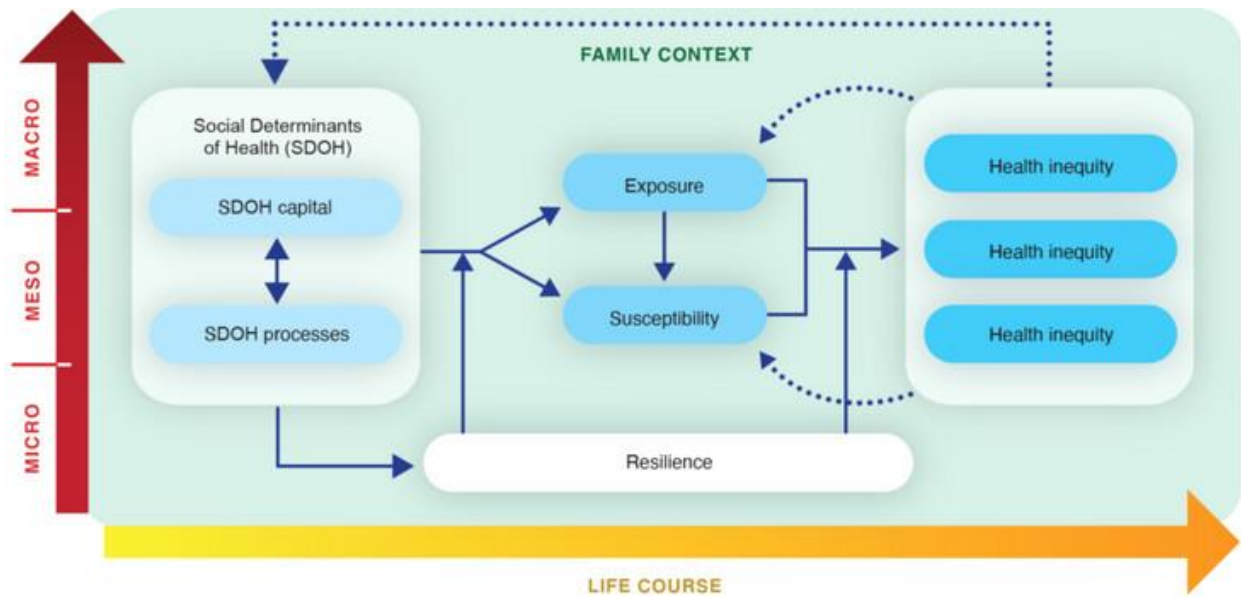 FAMILY CONTEXT
MACRO
MESO
MICRO
Social Determinants
of Health (SDOH)
SDOH capital
SDOH processes
Exposure
Susceptibility
Health inequity
Health inequity
Health inequity
Resilience
LIFE COURSE